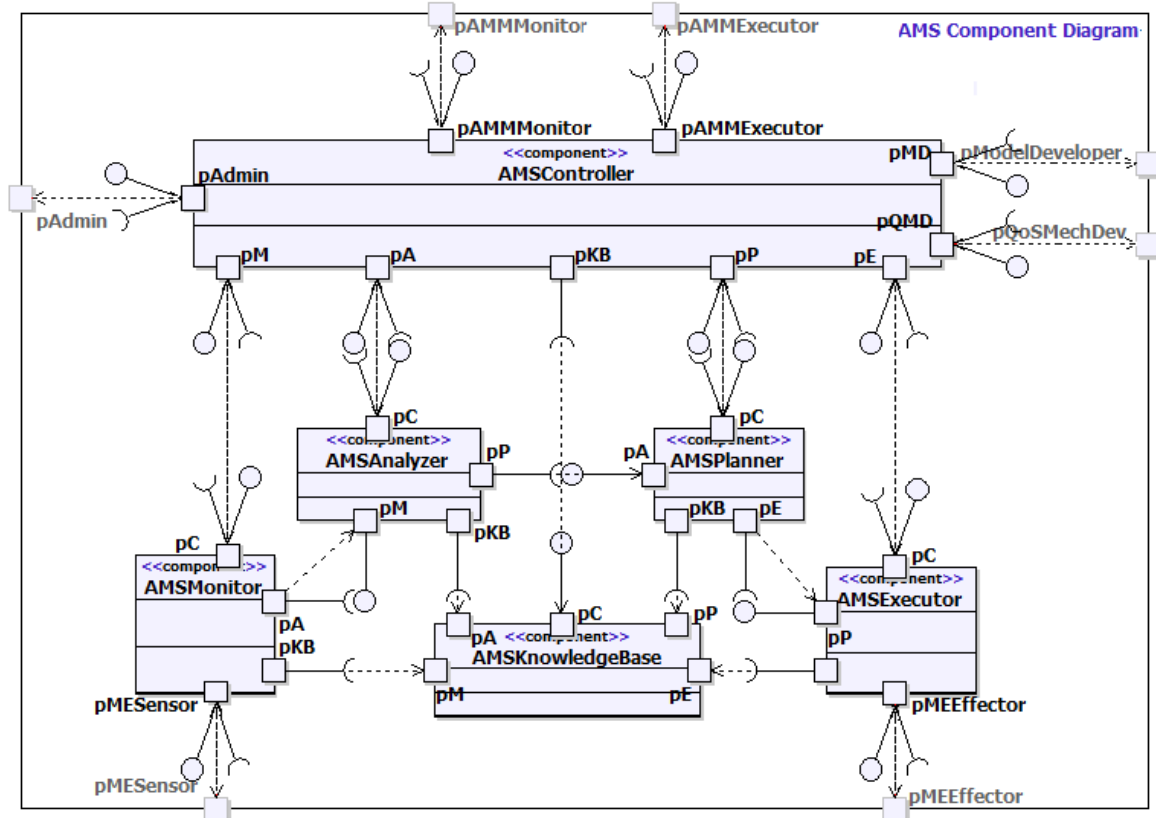 pAMMMonitor
pAMMExecutor
AMS Component Diagram
pAMMMonitor
pAMMExecutor
<<component>>
AMSController
pMD
pModelDeveloper
pAdmin
pAdmin
pQMD
pQoSMechDev
pM
pA
pKB
pP
pE
pC
<<component>>
AMSAnalyzer
pP
pM
pKB
pC
<<component>>
AMSPlanner
pA
pKB
pE
pC
<<component>>
AMSMonitor
pA
pKB
pMESensor
pC
<<component>>
AMSExecutor
pP
pMEEffector
pC
pA
pP
<<component>>
AMSKnowledgeBase
pM
pE
pMESensor
pMEEffector